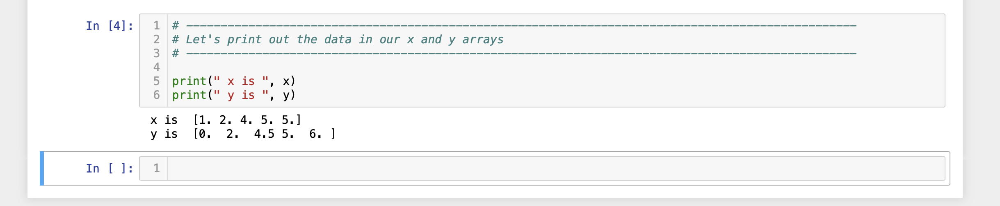 In [4]:
1 # -------------------------------------------------------------------------------------------------
2 # Let's print out the data in our x and y arrays
3 # -------------------------------------------------------------------------------------------------
4
5 print(" x is ", x)
6 print(" y is ", y)
x is  [1. 2. 4. 5. 5.]
y is  [0.  2.  4.5 5.  6. ]
In [ ]:
1